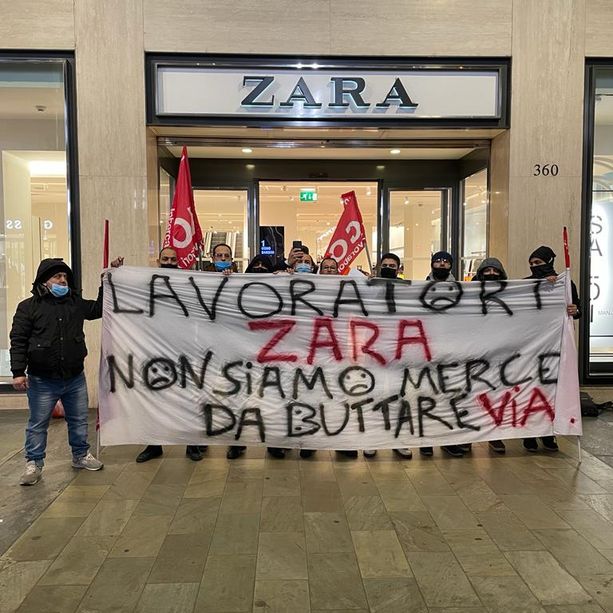 ZARA
360
LAVORATORI
ZARA
NON SIAMO MERCE
DA BUTTARE VIA